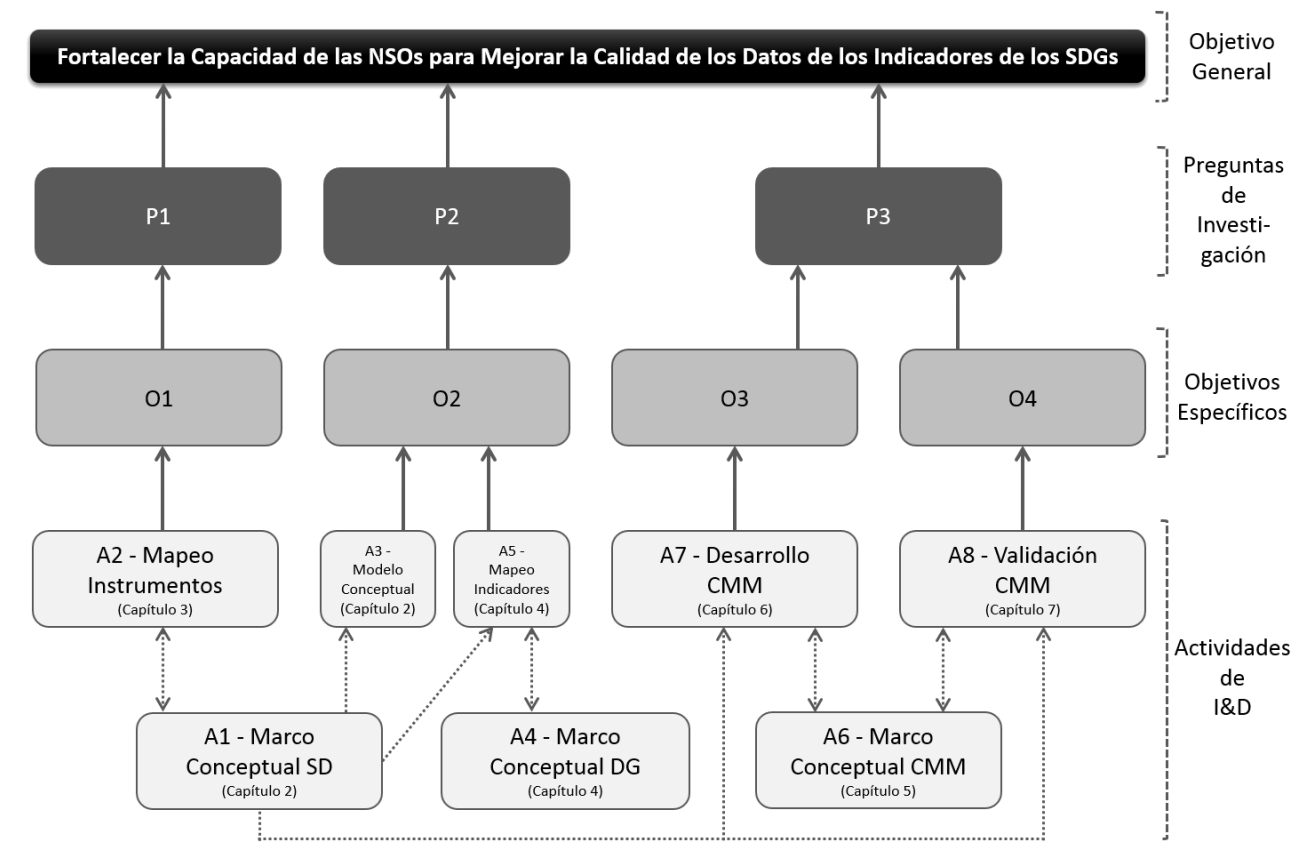 Fortalecer la Capacidad de las NSOs para Mejorar la Calidad de los Datos de los Indicadores de los SDGs
Objetivo
General
P1
P2
P3
Preguntas
de
Investi-
gación
O1
O2
O3
O4
Objetivos
Específicos
A2 - Mapeo
Instrumentos
(Capítulo 3)
A3 -
Modelo
Conceptual
(Capítulo 2)
A5 -
Mapeo
Indicadores
(Capítulo 4)
A7 - Desarrollo
CMM
(Capítulo 6)
A8 - Validación
CMM
(Capítulo 7)
Actividades
de
I&D
A1 - Marco
Conceptual SD
(Capítulo 2)
A4 - Marco
Conceptual DG
(Capítulo 4)
A6 - Marco
Conceptual CMM
(Capítulo 5)